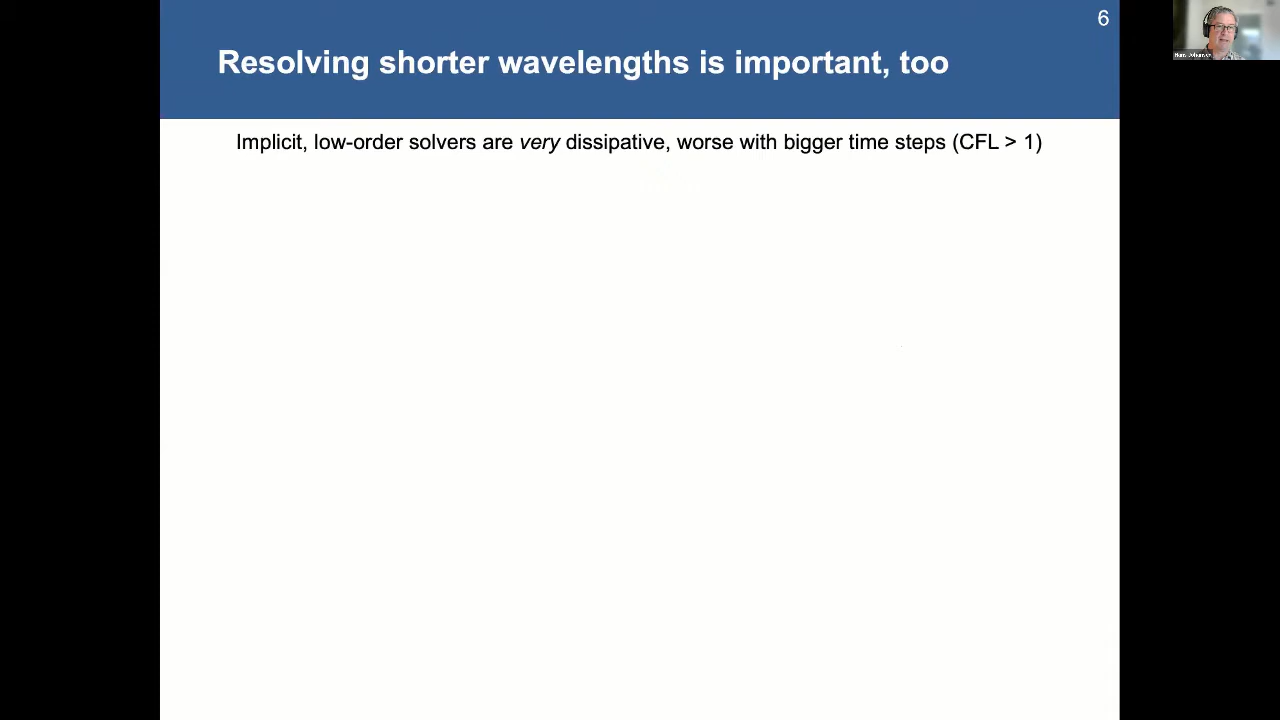 6
Resolving shorter wavelengths is important, too
Implicit, low-order solvers are very dissipative, worse with bigger time steps (CFL > 1)